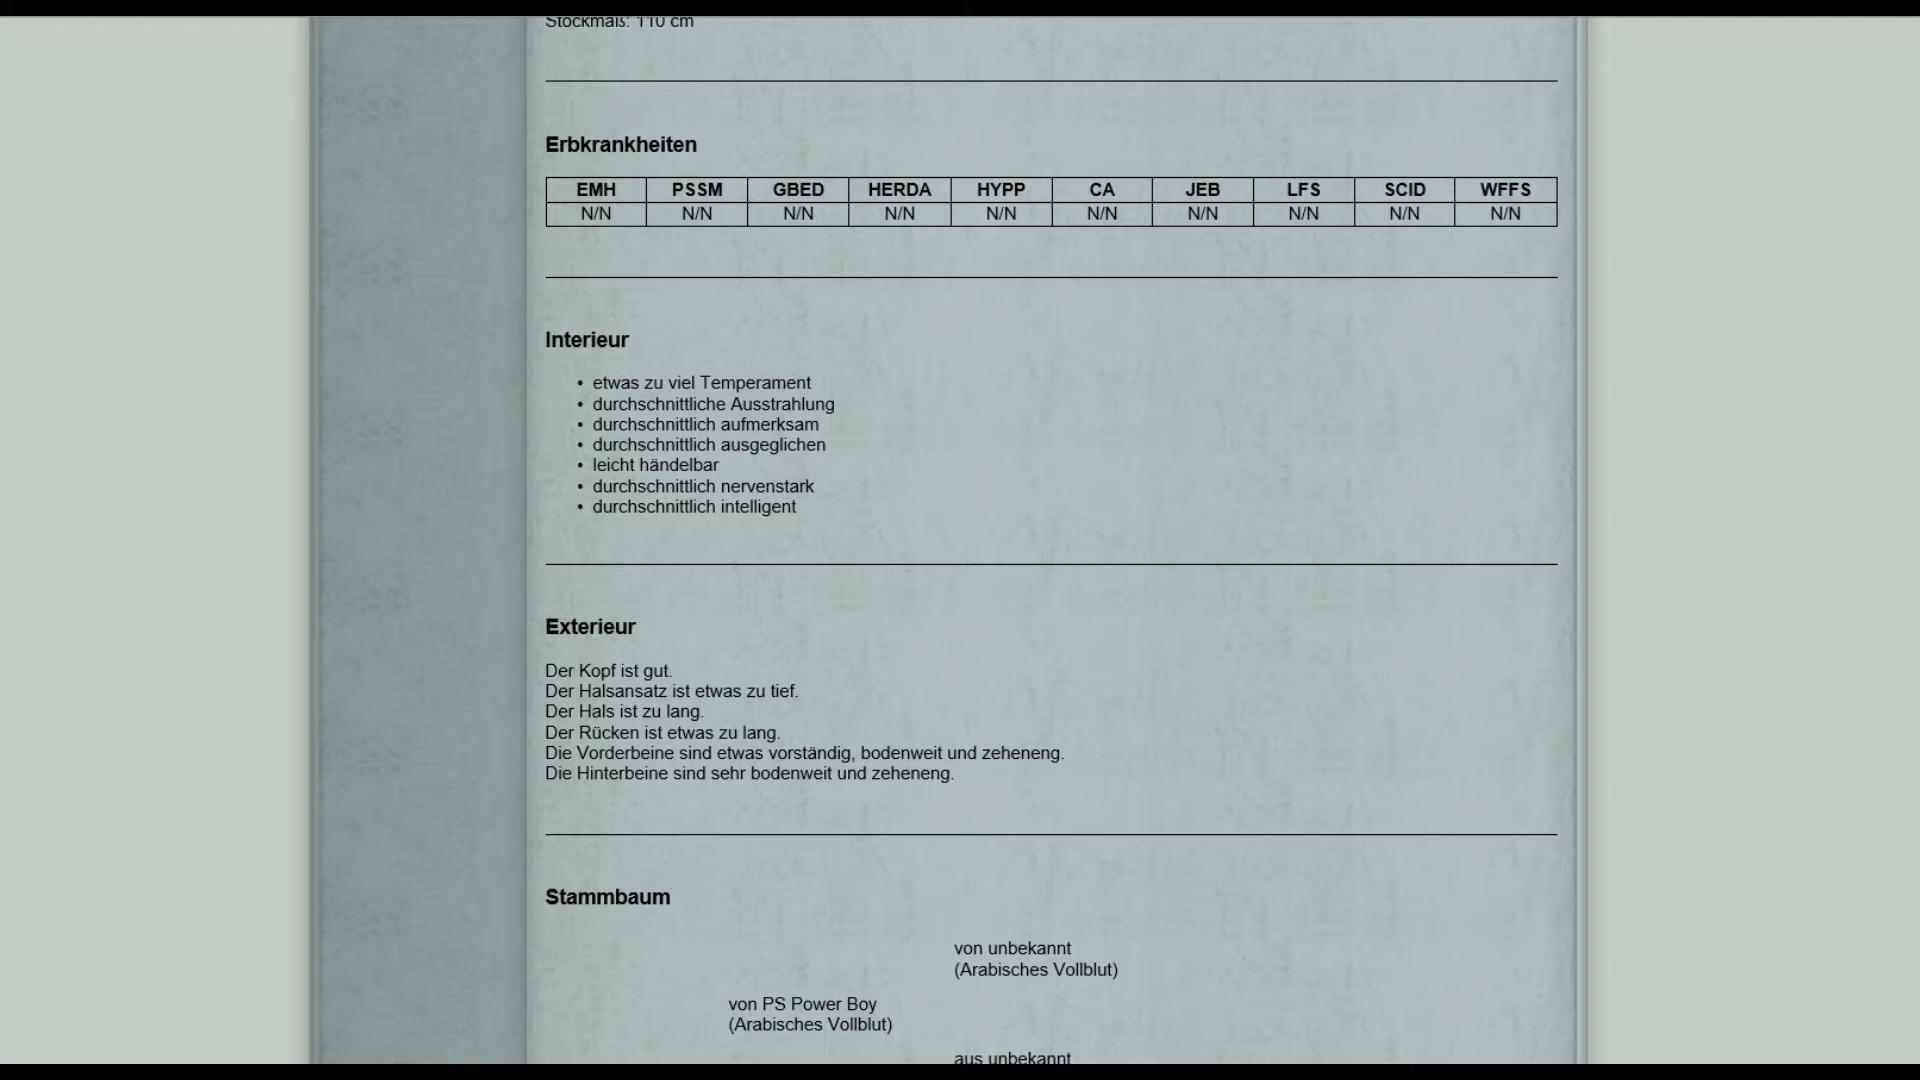 Stockmaß: 110 cm
Erbkrankheiten
EMH PSSM GBED HERDA HYPP CA JEB LFS SCID WFFS
N/N N/N N/N N/N N/N N/N N/N N/N N/N N/N
Interieur
• etwas zu viel Temperament
• durchschnittliche Ausstrahlung
• durchschnittlich aufmerksam
• durchschnittlich ausgeglichen
• leicht händelbar
• durchschnittlich nervenstark
• durchschnittlich intelligent
Exterieur
Der Kopf ist gut.
Der Halsansatz ist etwas zu tief.
Der Hals ist zu lang.
Der Rücken ist etwas zu lang.
Die Vorderbeine sind etwas vorständig, bodenweit und zeheneng.
Die Hinterbeine sind sehr bodenweit und zeheneng.
Stammbaum
von unbekannt
(Arabisches Vollblut)
von PS Power Boy
(Arabisches Vollblut)
aus unbekannt